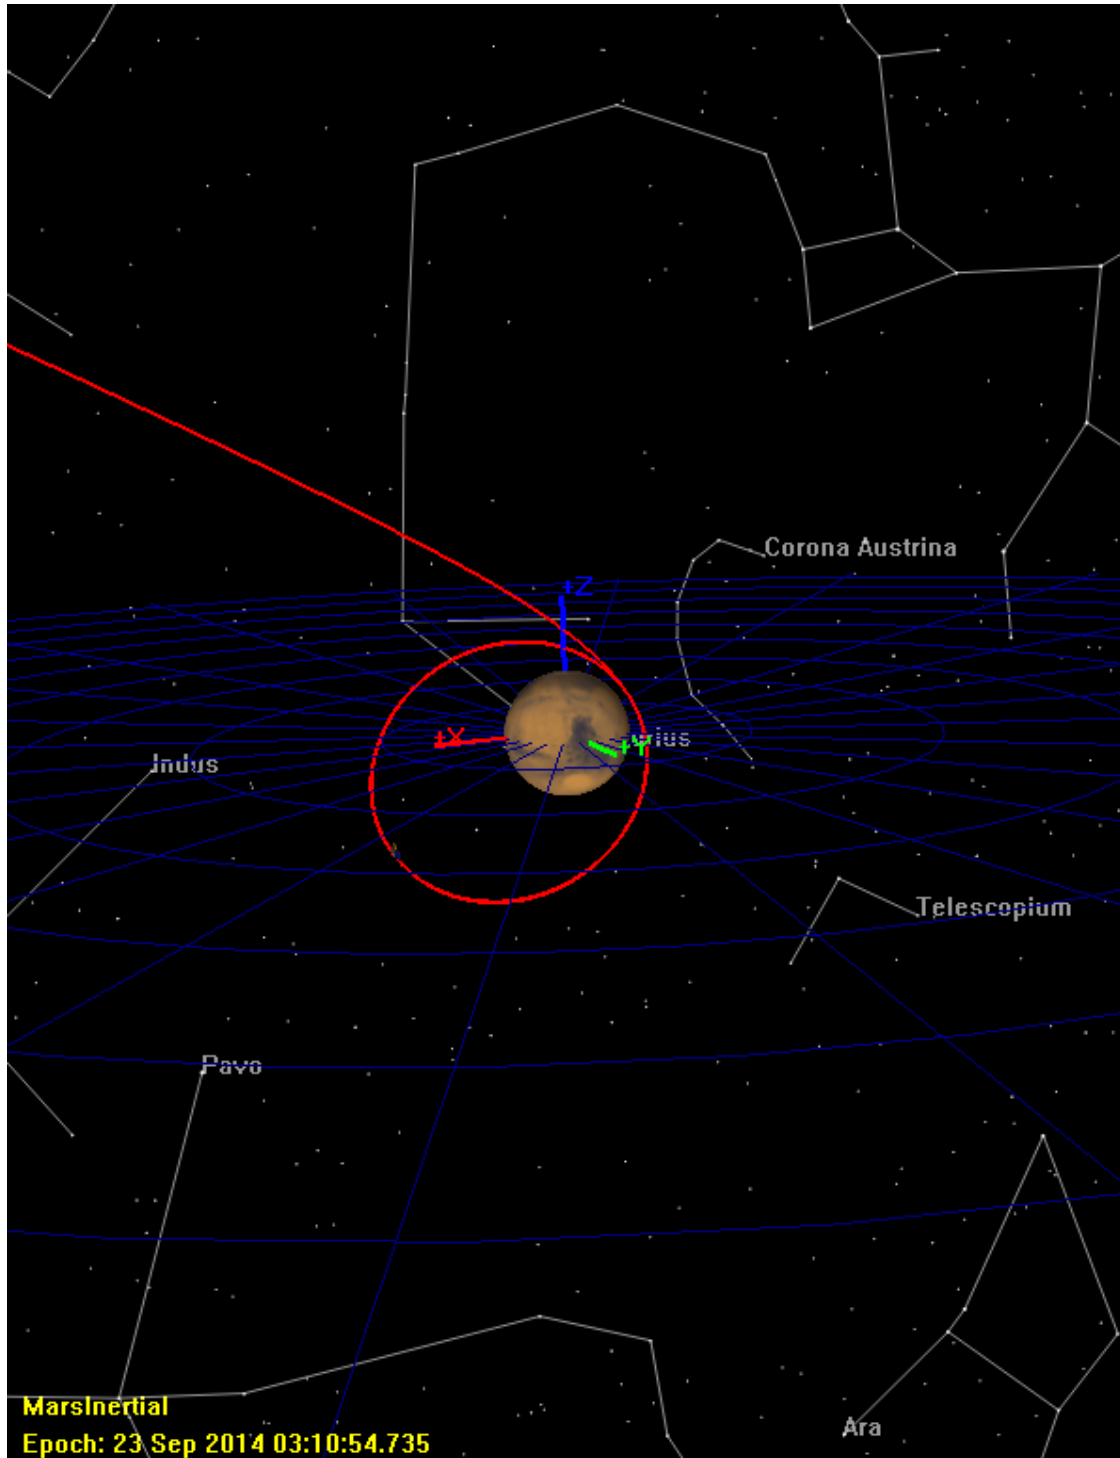 Corona Austrina
+Z
+X
+Y
Indus
Telescopium
Pavo
Ara
MarsInertial
Epoch: 23 Sep 2014 03:10:54.735